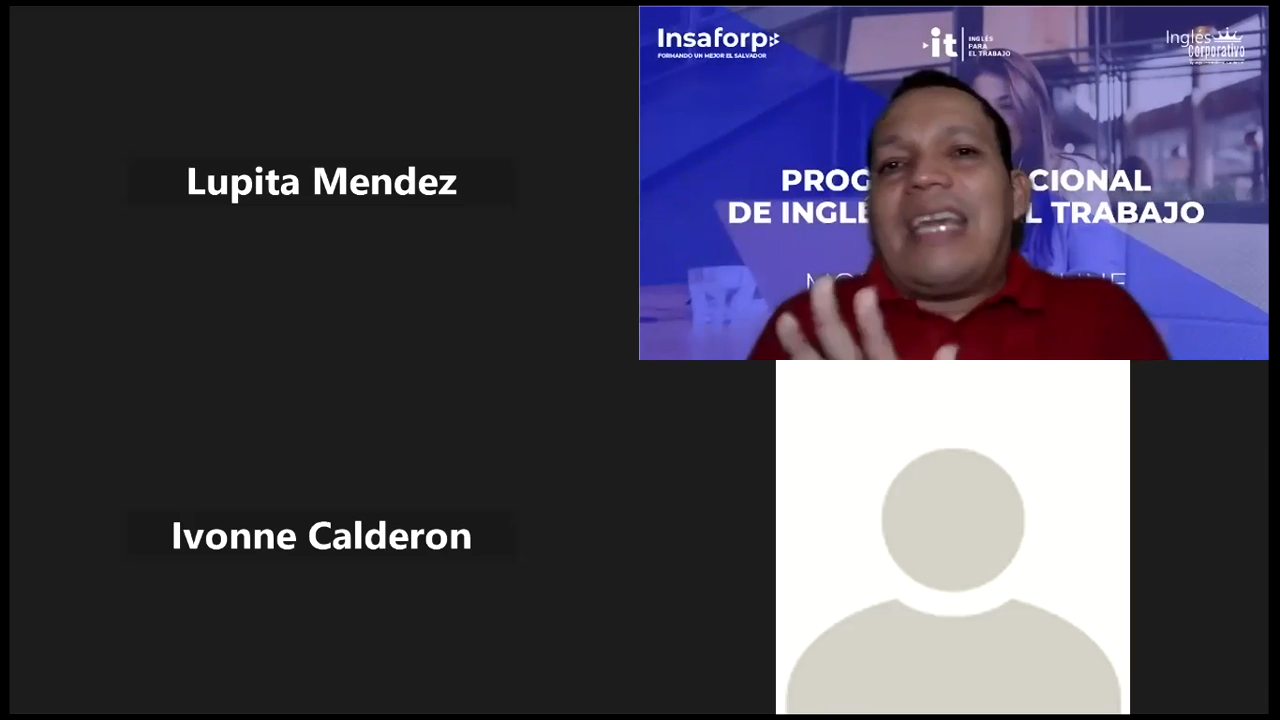 Lupita Mendez
Insaforp
FORMANDO UN MEJOR EL SALVADOR
it
INGLÉS
PARA
EL TRABAJO
Inglés
Corporativo
PROG CIONAL
DE INGLE L TRABAJO
Ivonne Calderon